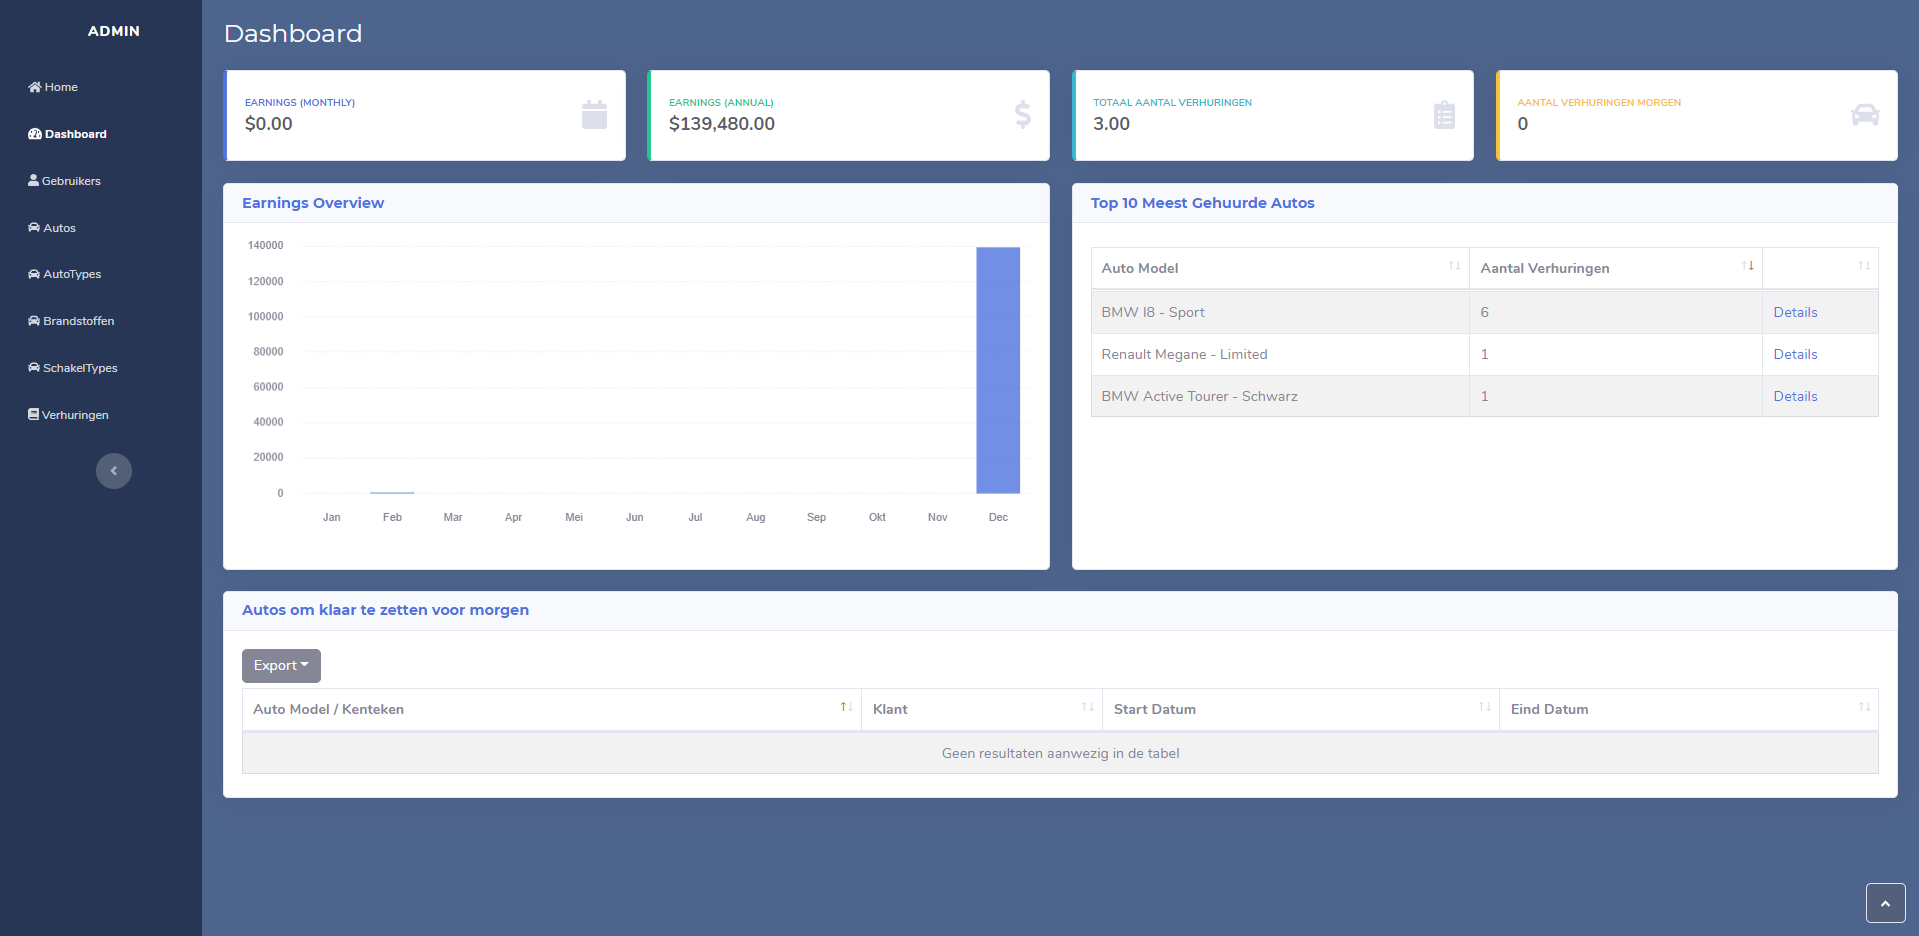 ADMIN
Home
Dashboard
Gebruikers
Autos
AutoTypes
Brandstoffen
SchakelTypes
Verhuringen
Dashboard
EARNINGS (MONTHLY)
$0.00
EARNINGS (ANNUAL)
$139,480.00
TOTAAL AANTAL VERHURINGEN
3.00
AANTAL VERHURINGEN MORGEN
0
Earnings Overview
140000
120000
100000
80000
60000
40000
20000
0
Jan Feb Mar Apr Mei Jun Jul Aug Sep Okt Nov Dec
Top 10 Meest Gehuurde Autos
Auto Model Aantal Verhuringen
BMW I8 - Sport 6 Details
Renault Megane - Limited 1 Details
BMW Active Tourer - Schwarz 1 Details
Autos om klaar te zetten voor morgen
Export
Auto Model / Kenteken Klant Start Datum Eind Datum
Geen resultaten aanwezig in de tabel